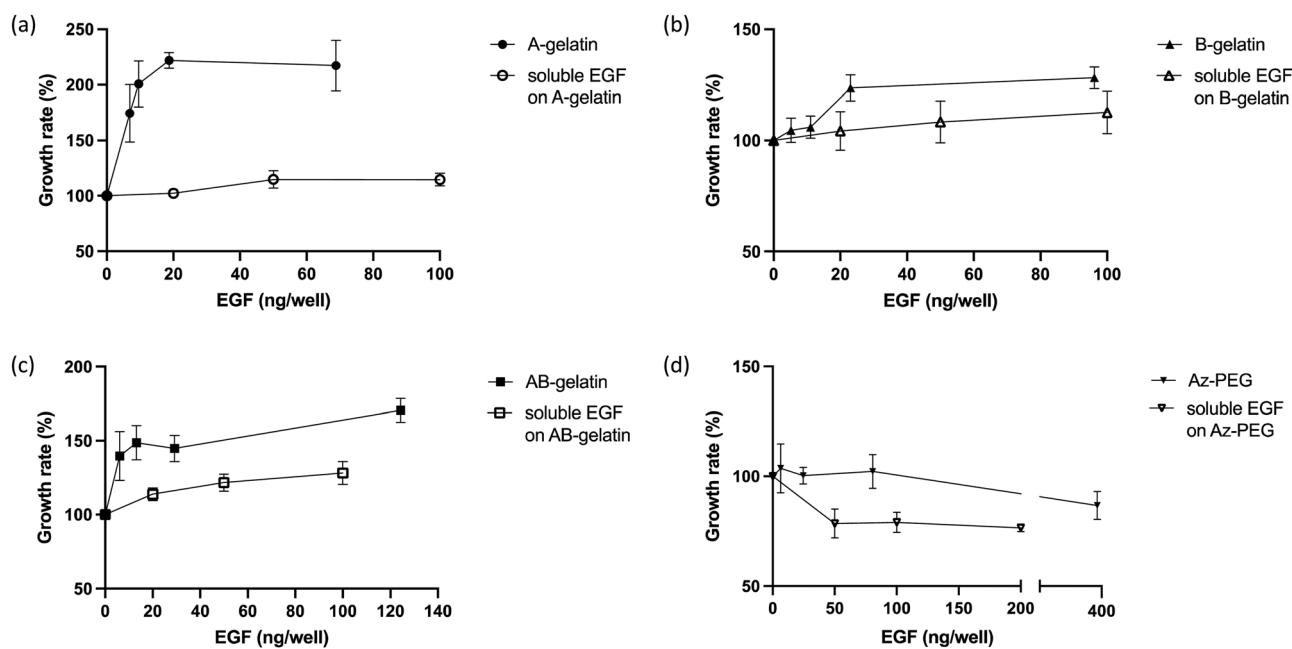 (a)
250
200
150
100
50
Growth rate (%)
0 20 40 60 80 100
EGF (ng/well)
A-gelatin
soluble EGF
on A-gelatin
(b)
150
100
50
Growth rate (%)
0 20 40 60 80 100
EGF (ng/well)
B-gelatin
soluble EGF
on B-gelatin
(c)
200
150
100
50
Growth rate (%)
0 20 40 60 80 100 120 140
EGF (ng/well)
AB-gelatin
soluble EGF
on AB-gelatin
(d)
150
100
50
Growth rate (%)
0 50 100 150 200 400
EGF (ng/well)
Az-PEG
soluble EGF
on Az-PEG